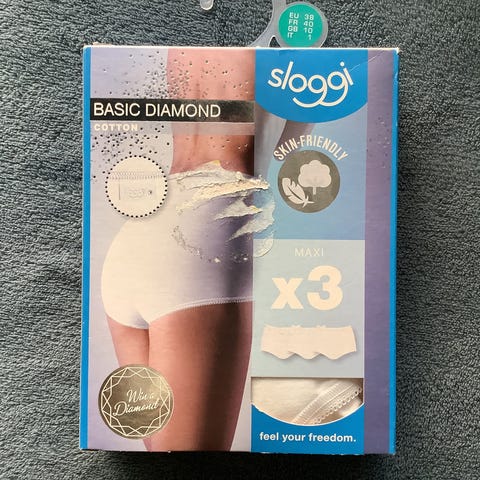 EU 38
FR 40
GB 10
IT 1
sloggi
BASIC DIAMOND
COTTON
SKIN-FRIENDLY
MAXI
x3
Win a
Diamond
feel your freedom.